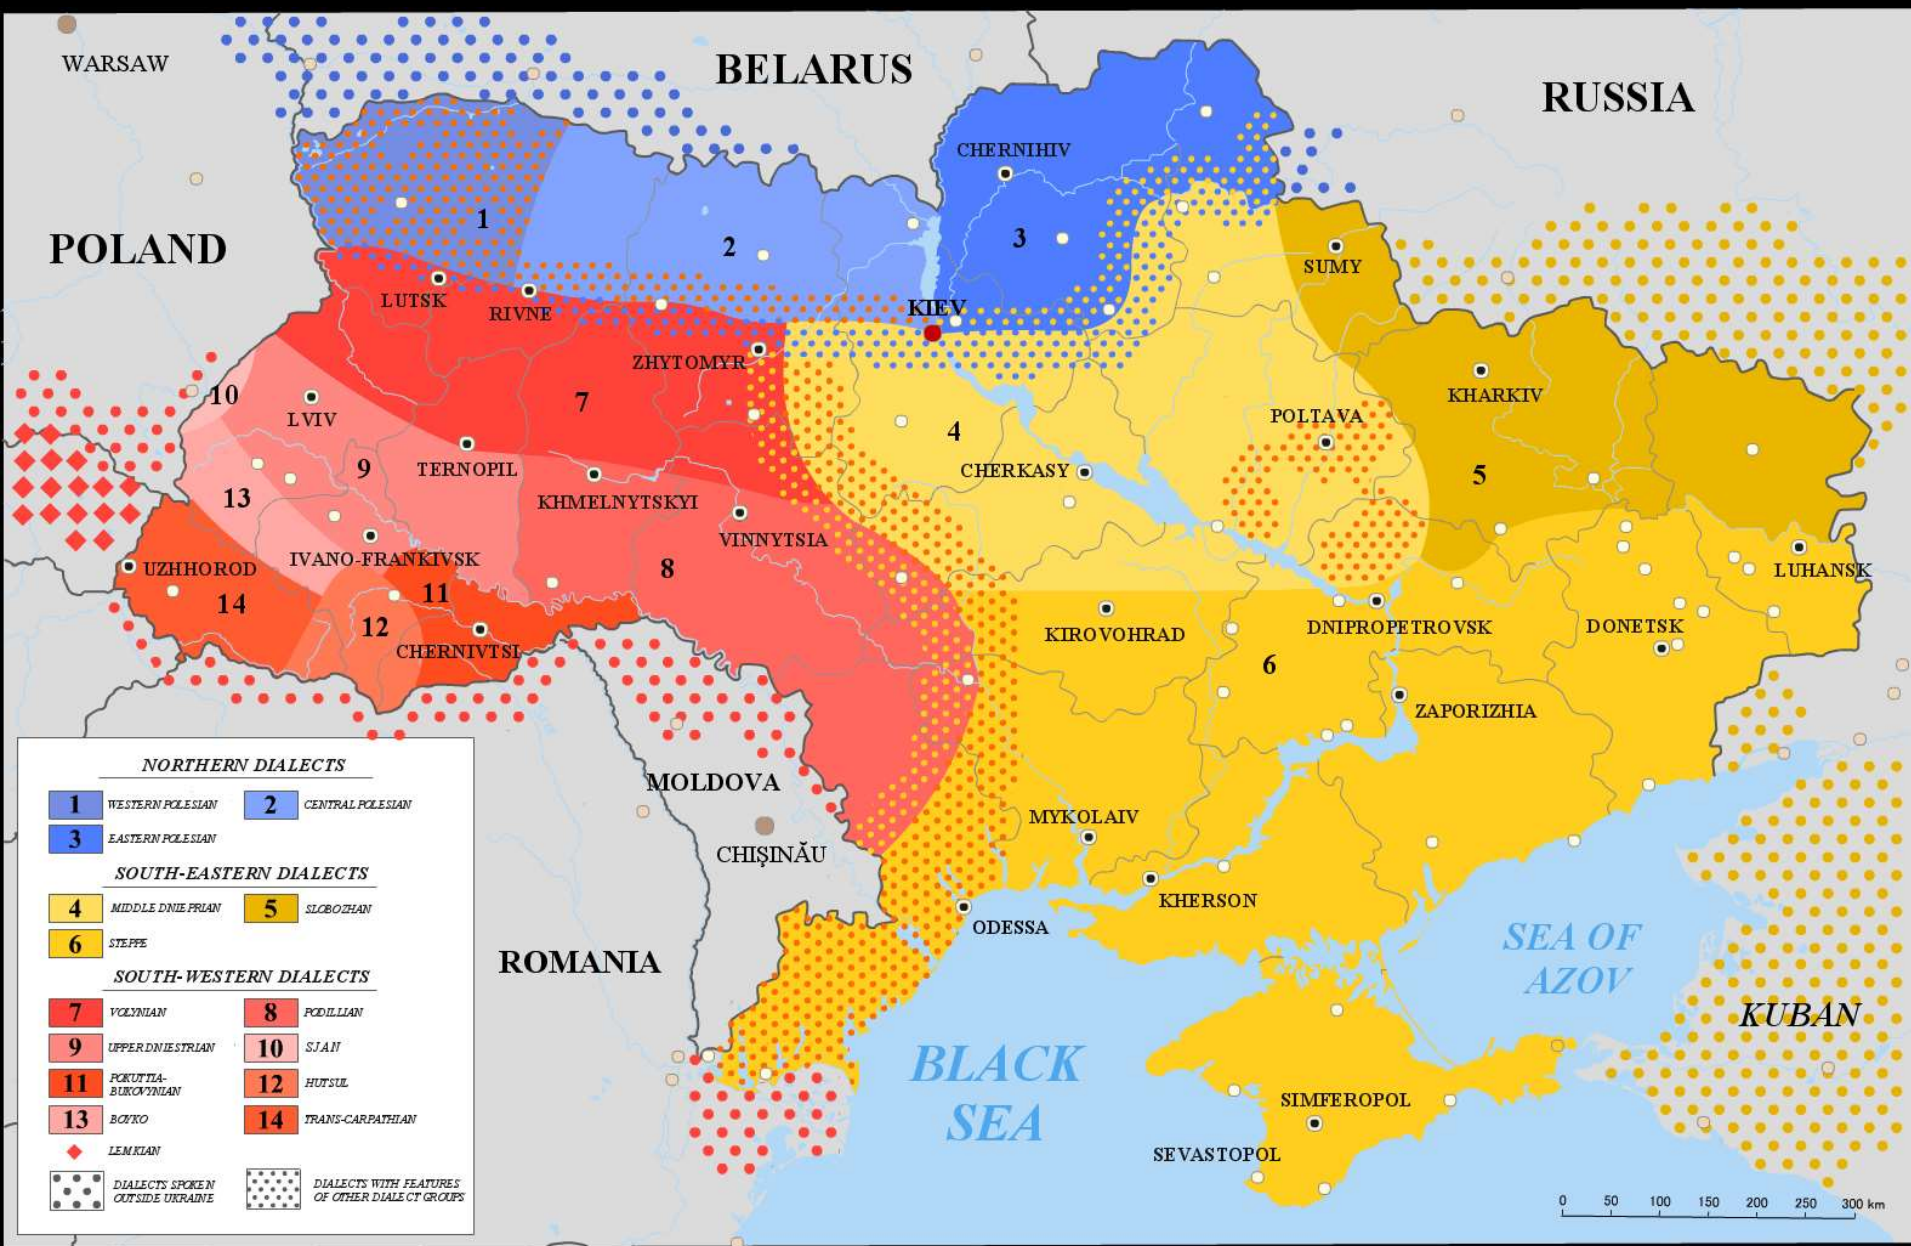 WARSAW
BELARUS
RUSSIA
CHERNIHIV
POLAND
1
2
3
SUMY
LUTSK
RIVNE
KIEV
ZHYTOMYR
10
LVIV
7
4
POLTAVA
KHARKIV
9
TERNOPIL
CHERKASY
5
13
KHMELNYTSKYI
VINNYTSIA
IVANO-FRANKIVSK
UZHHOROD
8
LUHANSK
14
11
12
KIROVOHRAD
DNIPROPETROVSK
DONETSK
CHERNIVTSI
6
ZAPORIZHIA
MOLDOVA
MYKOLAIV
CHIŞINĂU
KHERSON
ODESSA
ROMANIA
SEA OF
AZOV
KUBAN
BLACK
SEA
SIMFEROPOL
SEVASTOPOL
NORTHERN DIALECTS
1 WESTERN POLESIAN 2 CENTRAL POLESIAN
3 EASTERN POLESIAN
SOUTH-EASTERN DIALECTS
4 MIDDLE DNIEPRIAN 5 SLOBOZHAN
6 STEPPE
SOUTH-WESTERN DIALECTS
7 VOLYNIAN 8 PODILLIAN
9 UPPER DNIESTRIAN 10 SJAN
11 POKUTTIA-
BUKOVYNIAN
12 HUTSUL
13 BOYKO 14 TRANS-CARPATHIAN
LEMKIAN
DIALECTS SPOKEN
OUTSIDE UKRAINE
DIALECTS WITH FEATURES
OF OTHER DIALECT GROUPS
0 50 100 150 200 250 300 km